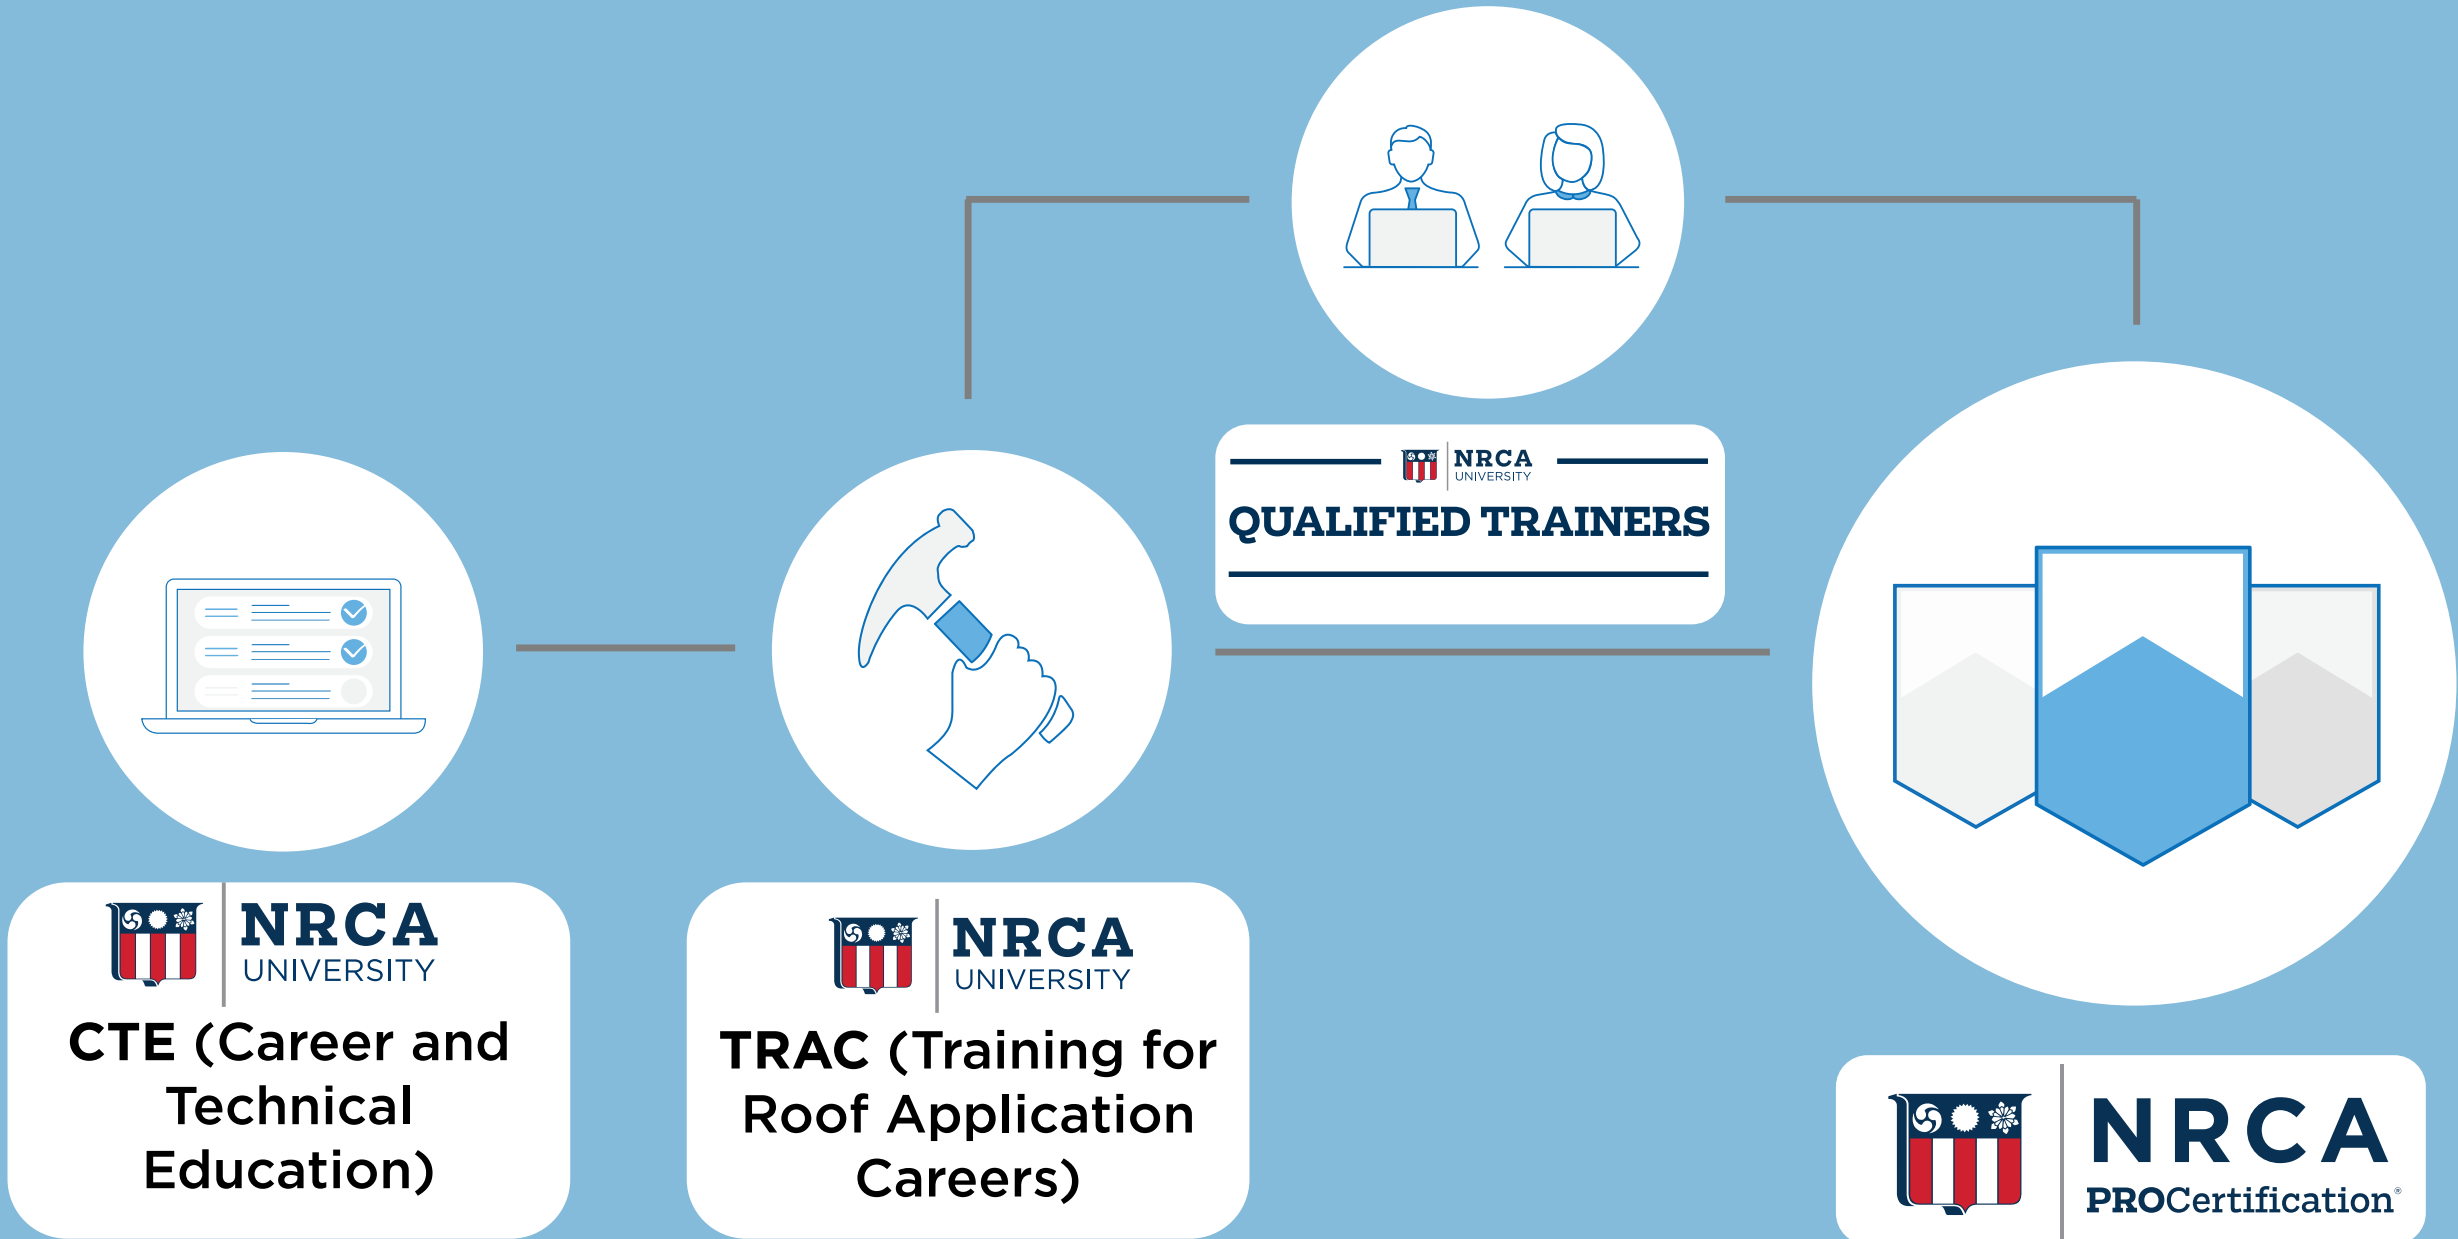 NRCA
UNIVERSITY
QUALIFIED TRAINERS
NRCA
UNIVERSITY
CTE (Career and
Technical
Education)
NRCA
UNIVERSITY
TRAC (Training for
Roof Application
Careers)
NRCA
PROCertification®